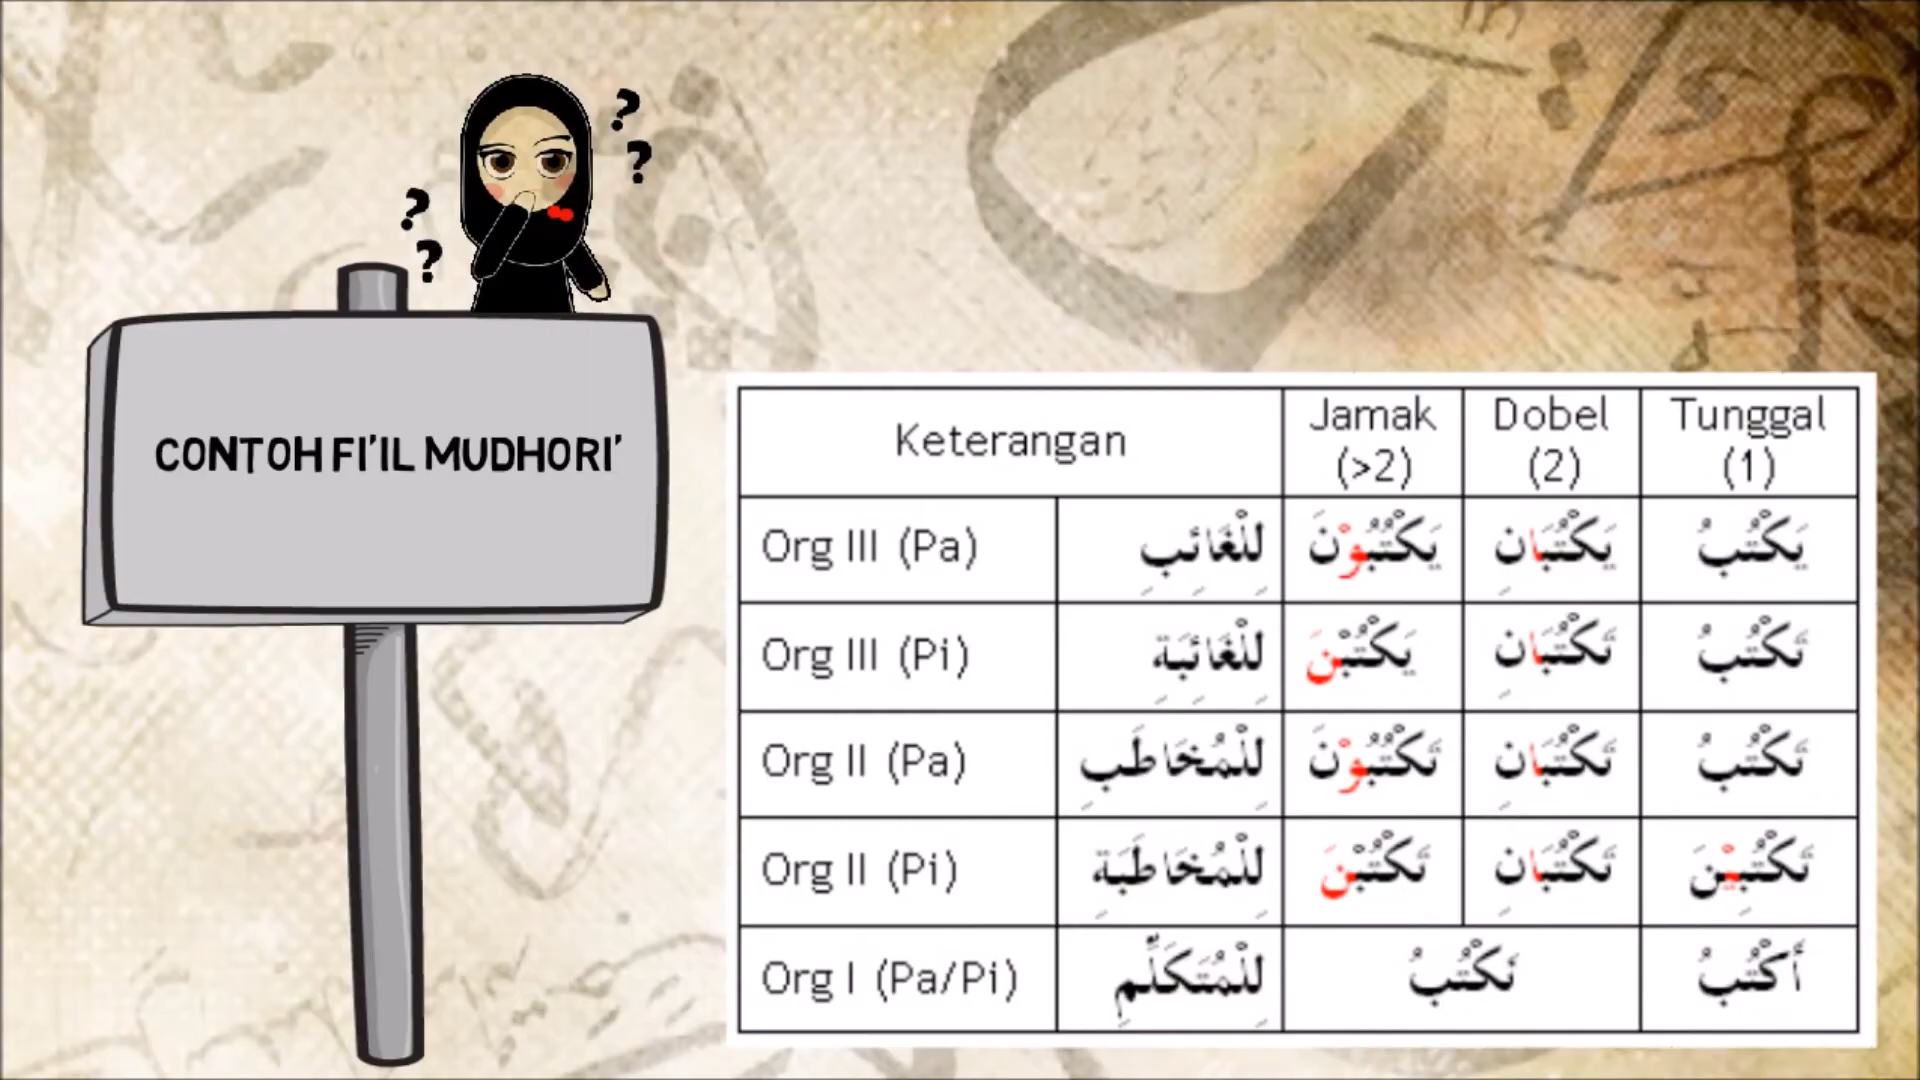 ?
?
?
?
CONTOH FI'IL MUDHORI'
Keterangan Jamak (>2) Dobel (2) Tunggal (1)
Org III (Pa) لِلْغَائِبِ يَكْتُبُوْنَ يَكْتُبَانِ يَكْتُبُ
Org III (Pi) لِلْغَائِبَةِ يَكْتُبْنَ تَكْتُبَانِ تَكْتُبُ
Org II (Pa) لِلْمُخَاطَبِ تَكْتُبُوْنَ تَكْتُبَانِ تَكْتُبُ
Org II (Pi) لِلْمُخَاطَبَةِ تَكْتُبْنَ تَكْتُبَانِ تَكْتُبِيْنَ
Org I (Pa/Pi) لِلْمُتَكَلِّمِ نَكْتُبُ أَكْتُبُ